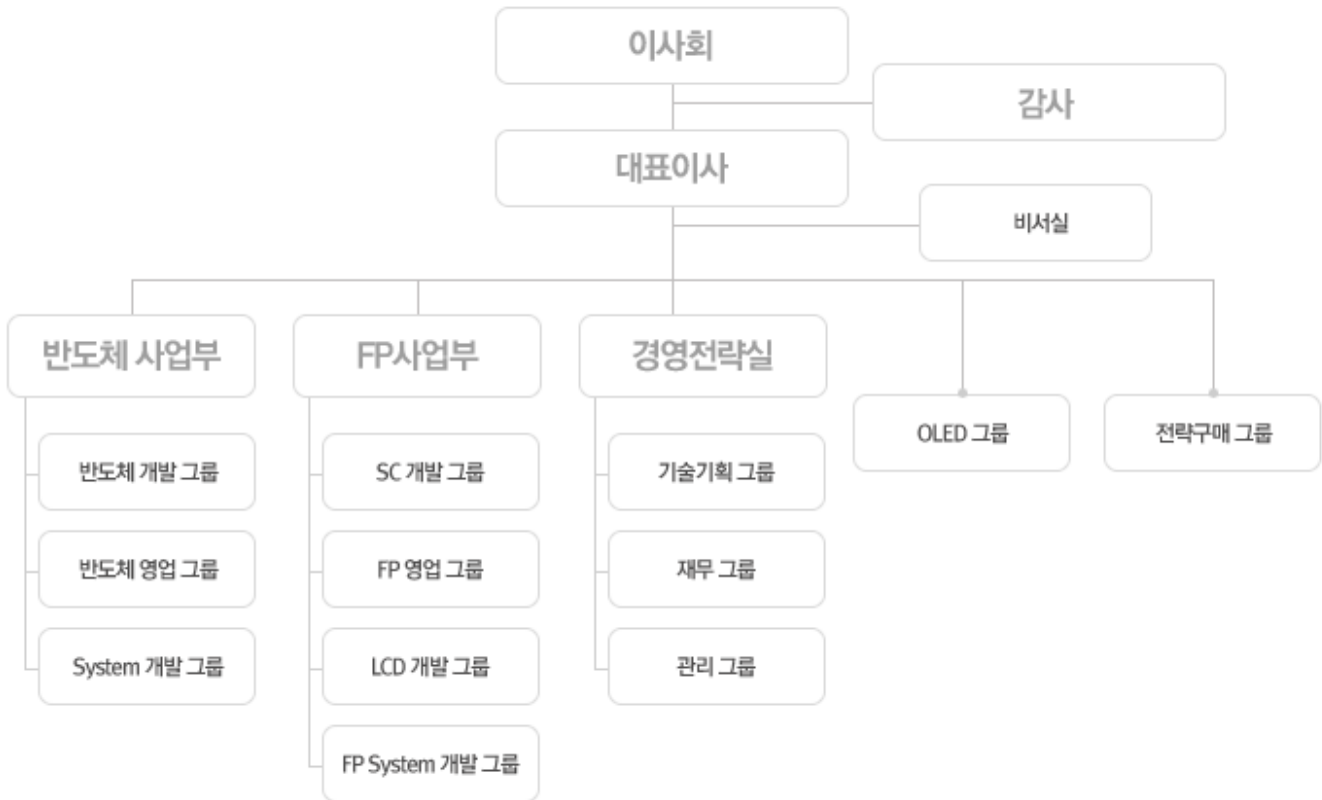 이사회
감사
대표이사
비서실
반도체 사업부
FP사업부
경영전략실
OLED 그룹
전략구매 그룹
반도체 개발 그룹
SC 개발 그룹
기술기획 그룹
반도체 영업 그룹
FP 영업 그룹
재무 그룹
System 개발 그룹
LCD 개발 그룹
관리 그룹
FP System 개발 그룹